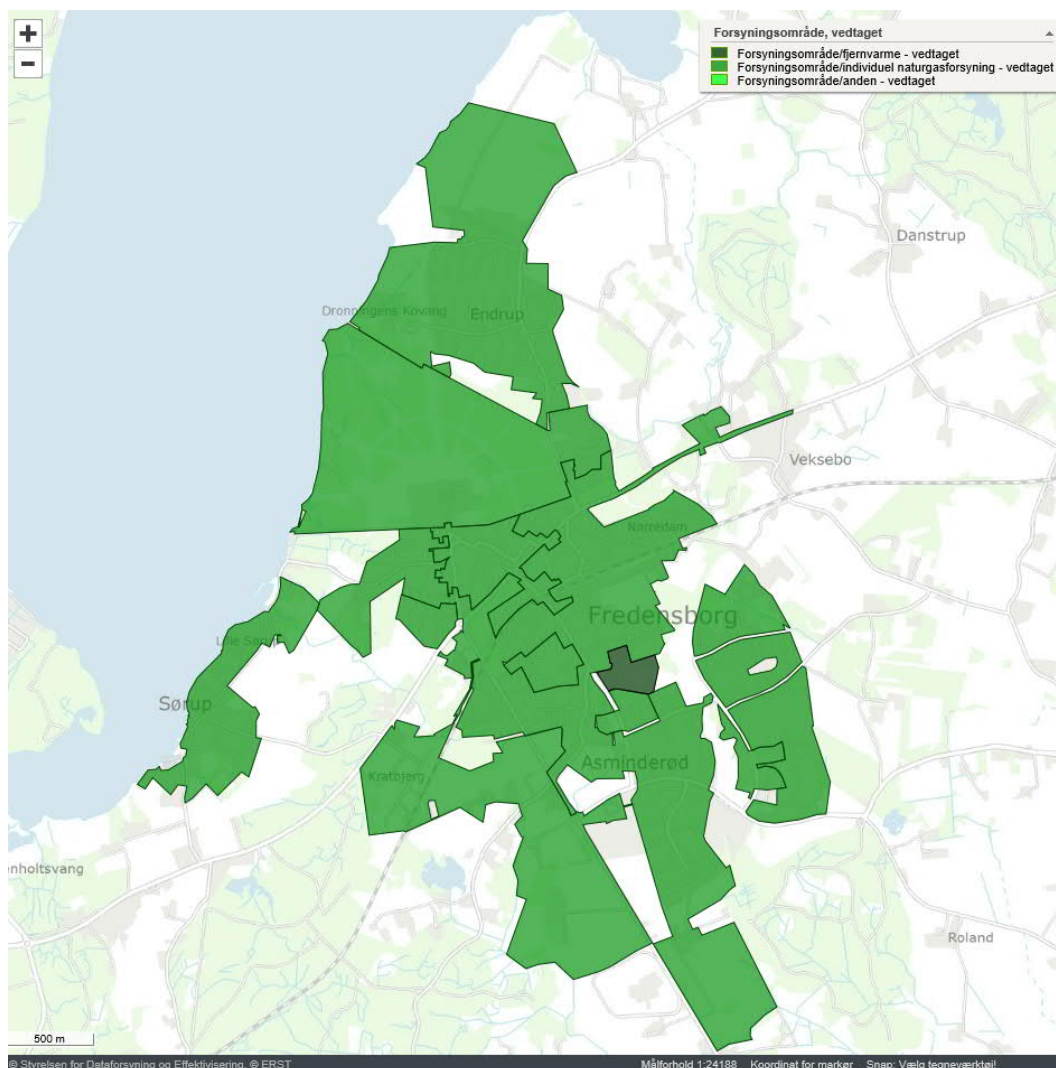 +
−
Forsyningsområde, vedtaget
Forsyningsområde/fjernvarme - vedtaget
Forsyningsområde/individuel naturgasforsyning - vedtaget
Forsyningsområde/anden - vedtaget
Danstrup
Dronningens Kovang
Endrup
Veksebo
Nørredam
Fredensborg
Lille Sørup
Sørup
Asminderød
Kratbjerg
enholtsvang
Roland
500 m
© Styrelsen for Dataforsyning og Effektivisering, © ERST
Målforhold 1:24188 Koordinat for markør Snap: Vælg tegneværktøj!